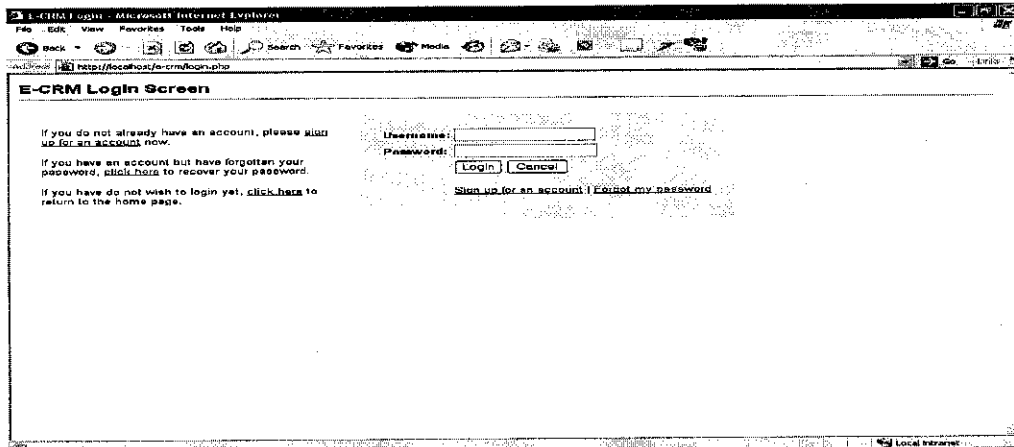 E-CRM Login - Microsoft Internet Explorer
File Edit View Favorites Tools Help
Back Search Favorites Media
Address http://localhost/e-crm/login.php Go Links
E-CRM Login Screen
If you do not already have an account, please sign
up for an account now.
If you have an account but have forgotten your
password, click here to recover your password.
If you have do not wish to login yet, click here to
return to the home page.
Username:
Password:
Login Cancel
Sign up for an account | Forgot my password
Local intranet